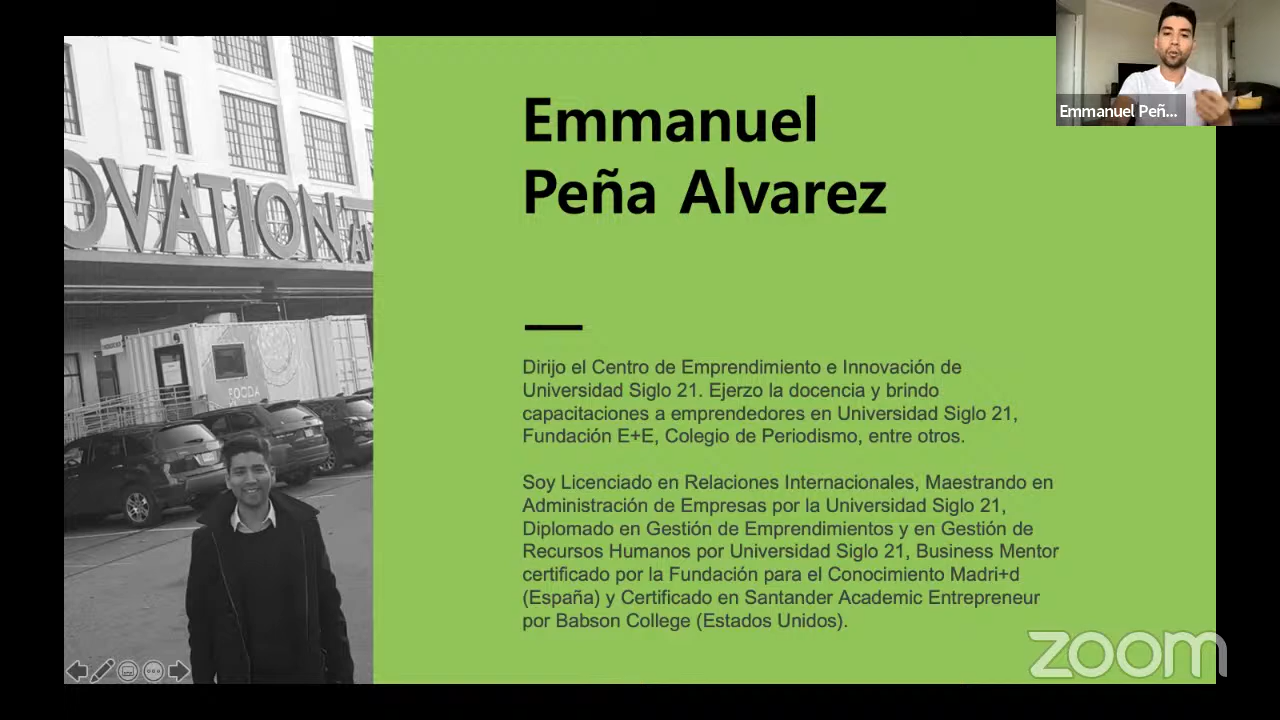 Emmanuel
Peña Alvarez
Emmanuel Peñ...
OVATION
FOODA
Dirijo el Centro de Emprendimiento e Innovación de
Universidad Siglo 21. Ejerzo la docencia y brindo
capacitaciones a emprendedores en Universidad Siglo 21,
Fundación E+E, Colegio de Periodismo, entre otros.
Soy Licenciado en Relaciones Internacionales, Maestrando en
Administración de Empresas por la Universidad Siglo 21,
Diplomado en Gestión de Emprendimientos y en Gestión de
Recursos Humanos por Universidad Siglo 21, Business Mentor
certificado por la Fundación para el Conocimiento Madri+d
(España) y Certificado en Santander Academic Entrepreneur
por Babson College (Estados Unidos).
zoom